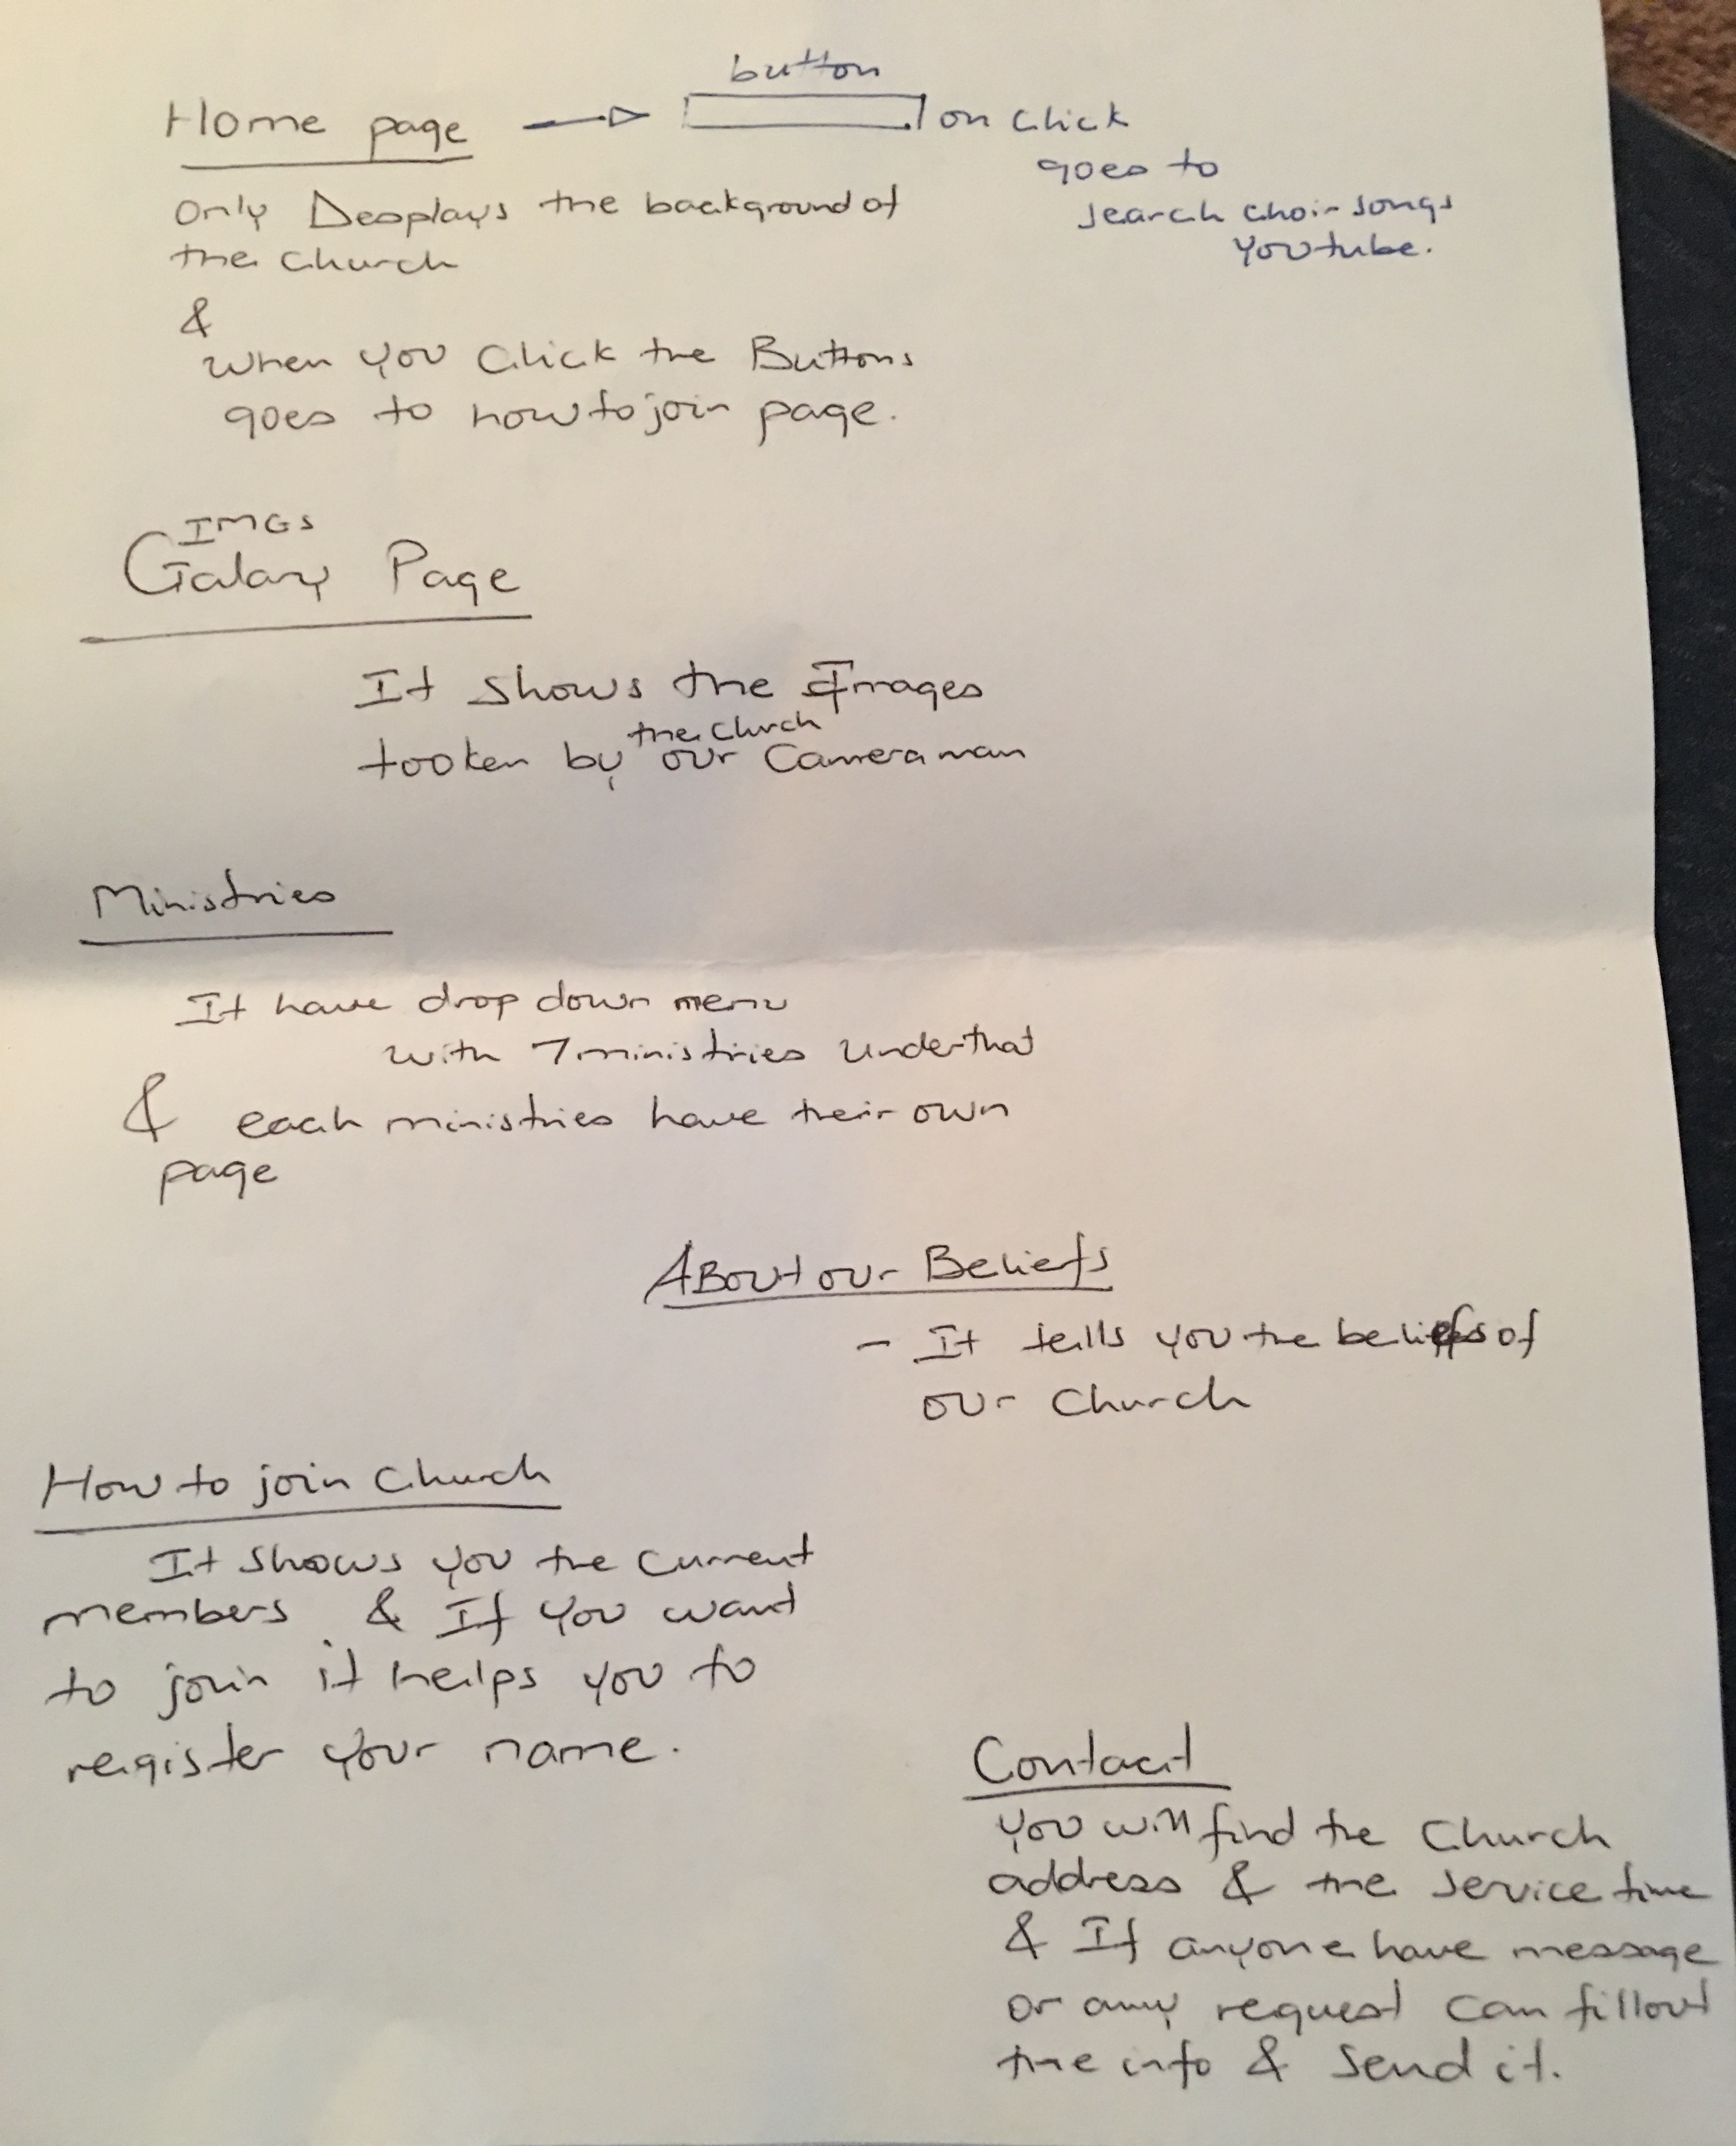 Home page → button on click
goes to
search choir songs
youtube.
only Desplays the background of
the church
&
when you click the Buttons
goes to how to join page.
IMGs
Galary Page
It shows the Images
tooken by our Camera man
the church
Ministries
It have drop down menu
with 7 ministries under that
& each ministries have their own
page
About our Beliefs
- It tells you the beliefs of
our church
How to join church
It shows you the current
members & If you want
to join it helps you to
register your name.
Contact
you will find the church
address & the service time
& If anyone have message
or any request can fillout
the info & send it.